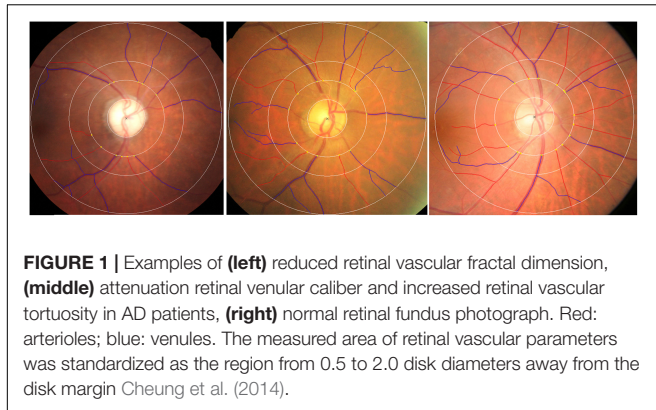 FIGURE 1 | Examples of (left) reduced retinal vascular fractal dimension,
(middle) attenuation retinal venular caliber and increased retinal vascular
tortuosity in AD patients, (right) normal retinal fundus photograph. Red:
arterioles; blue: venules. The measured area of retinal vascular parameters
was standardized as the region from 0.5 to 2.0 disk diameters away from the
disk margin Cheung et al. (2014).